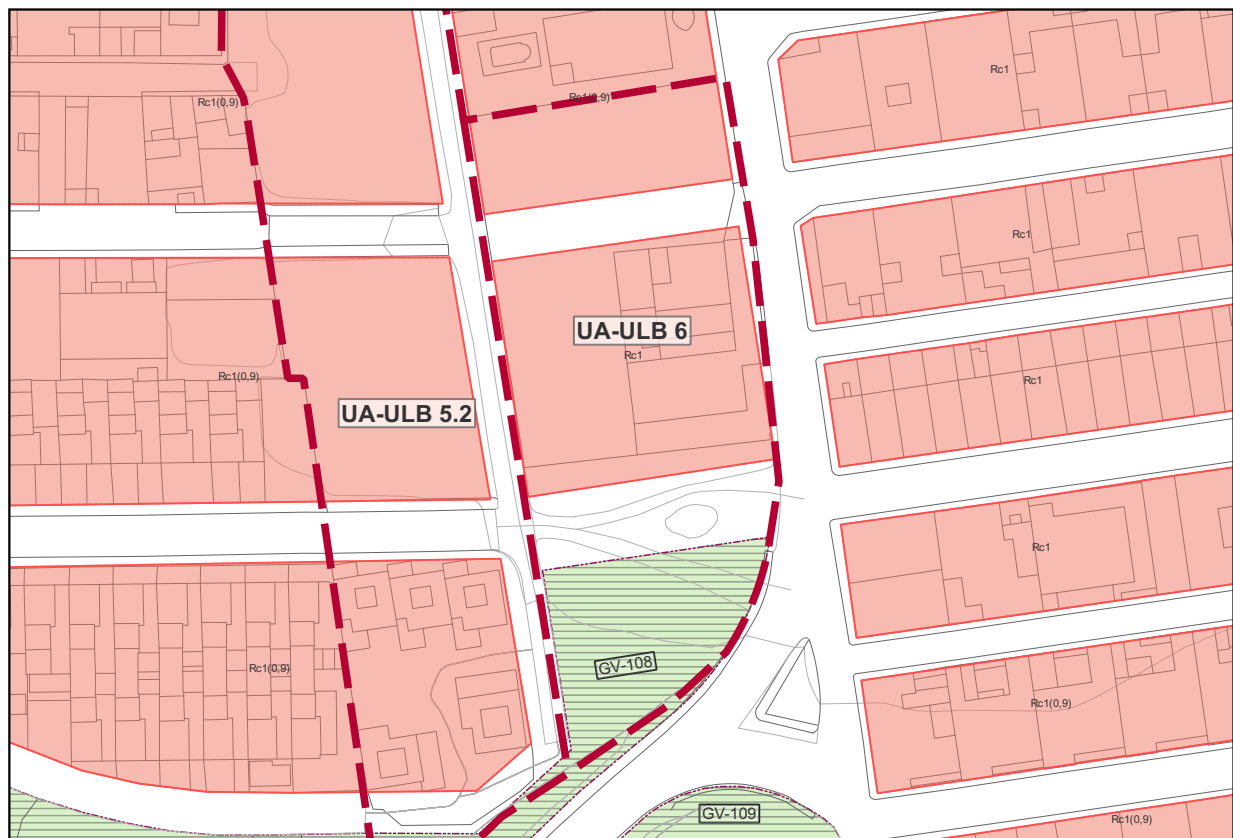 Rc1
Rc1(0,9)
Rc1(0,9)
Rc1
UA-ULB 6
Rc1
Rc1(0,9)
Rc1
UA-ULB 5.2
Rc1
GV-108
Rc1(0,9)
Rc1(0,9)
GV-109
Rc1(0,9)